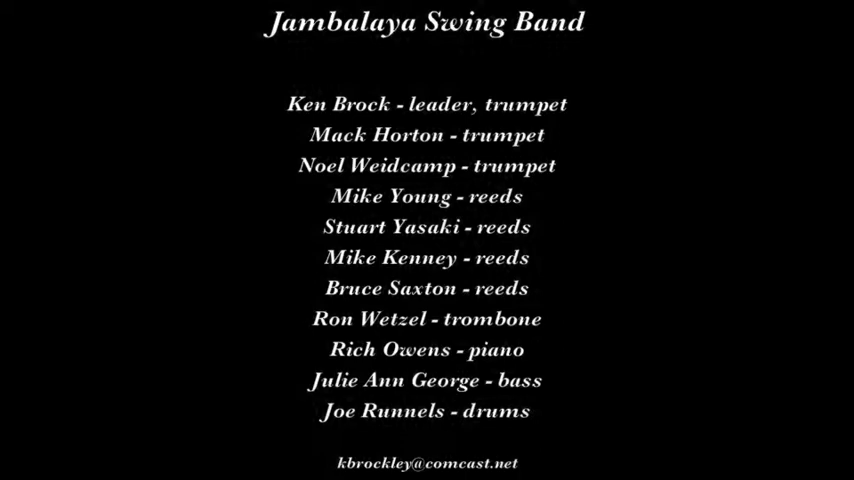 Jambalaya Swing Band
Ken Brock - leader, trumpet
Mack Horton - trumpet
Noel Weidcamp - trumpet
Mike Young - reeds
Stuart Yasaki - reeds
Mike Kenney - reeds
Bruce Saxton - reeds
Ron Wetzel - trombone
Rich Owens - piano
Julie Ann George - bass
Joe Runnels - drums
kbrockley@comcast.net